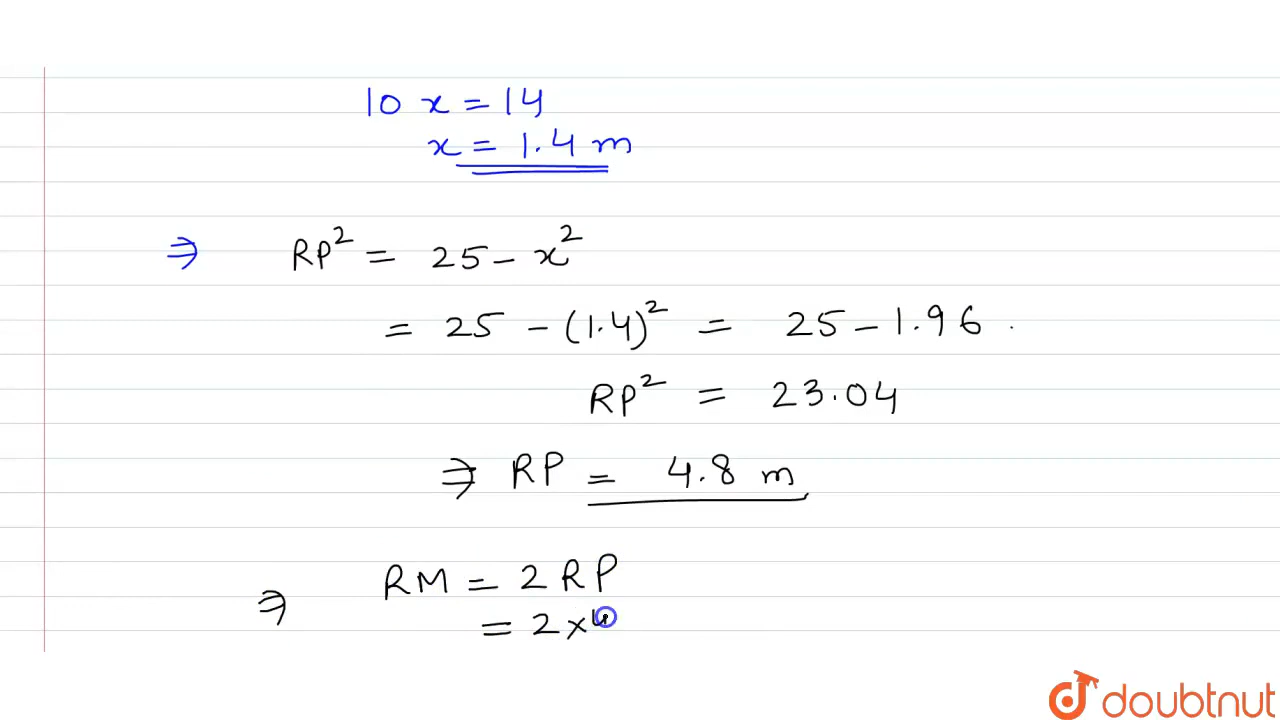 10 x = 14
x = 1.4 m
⇒ RP² = 25 - x²
= 25 - (1.4)² = 25 - 1.96
RP² = 23.04
⇒ RP = 4.8 m
⇒ RM = 2 RP
= 2 × 4
doubtnut